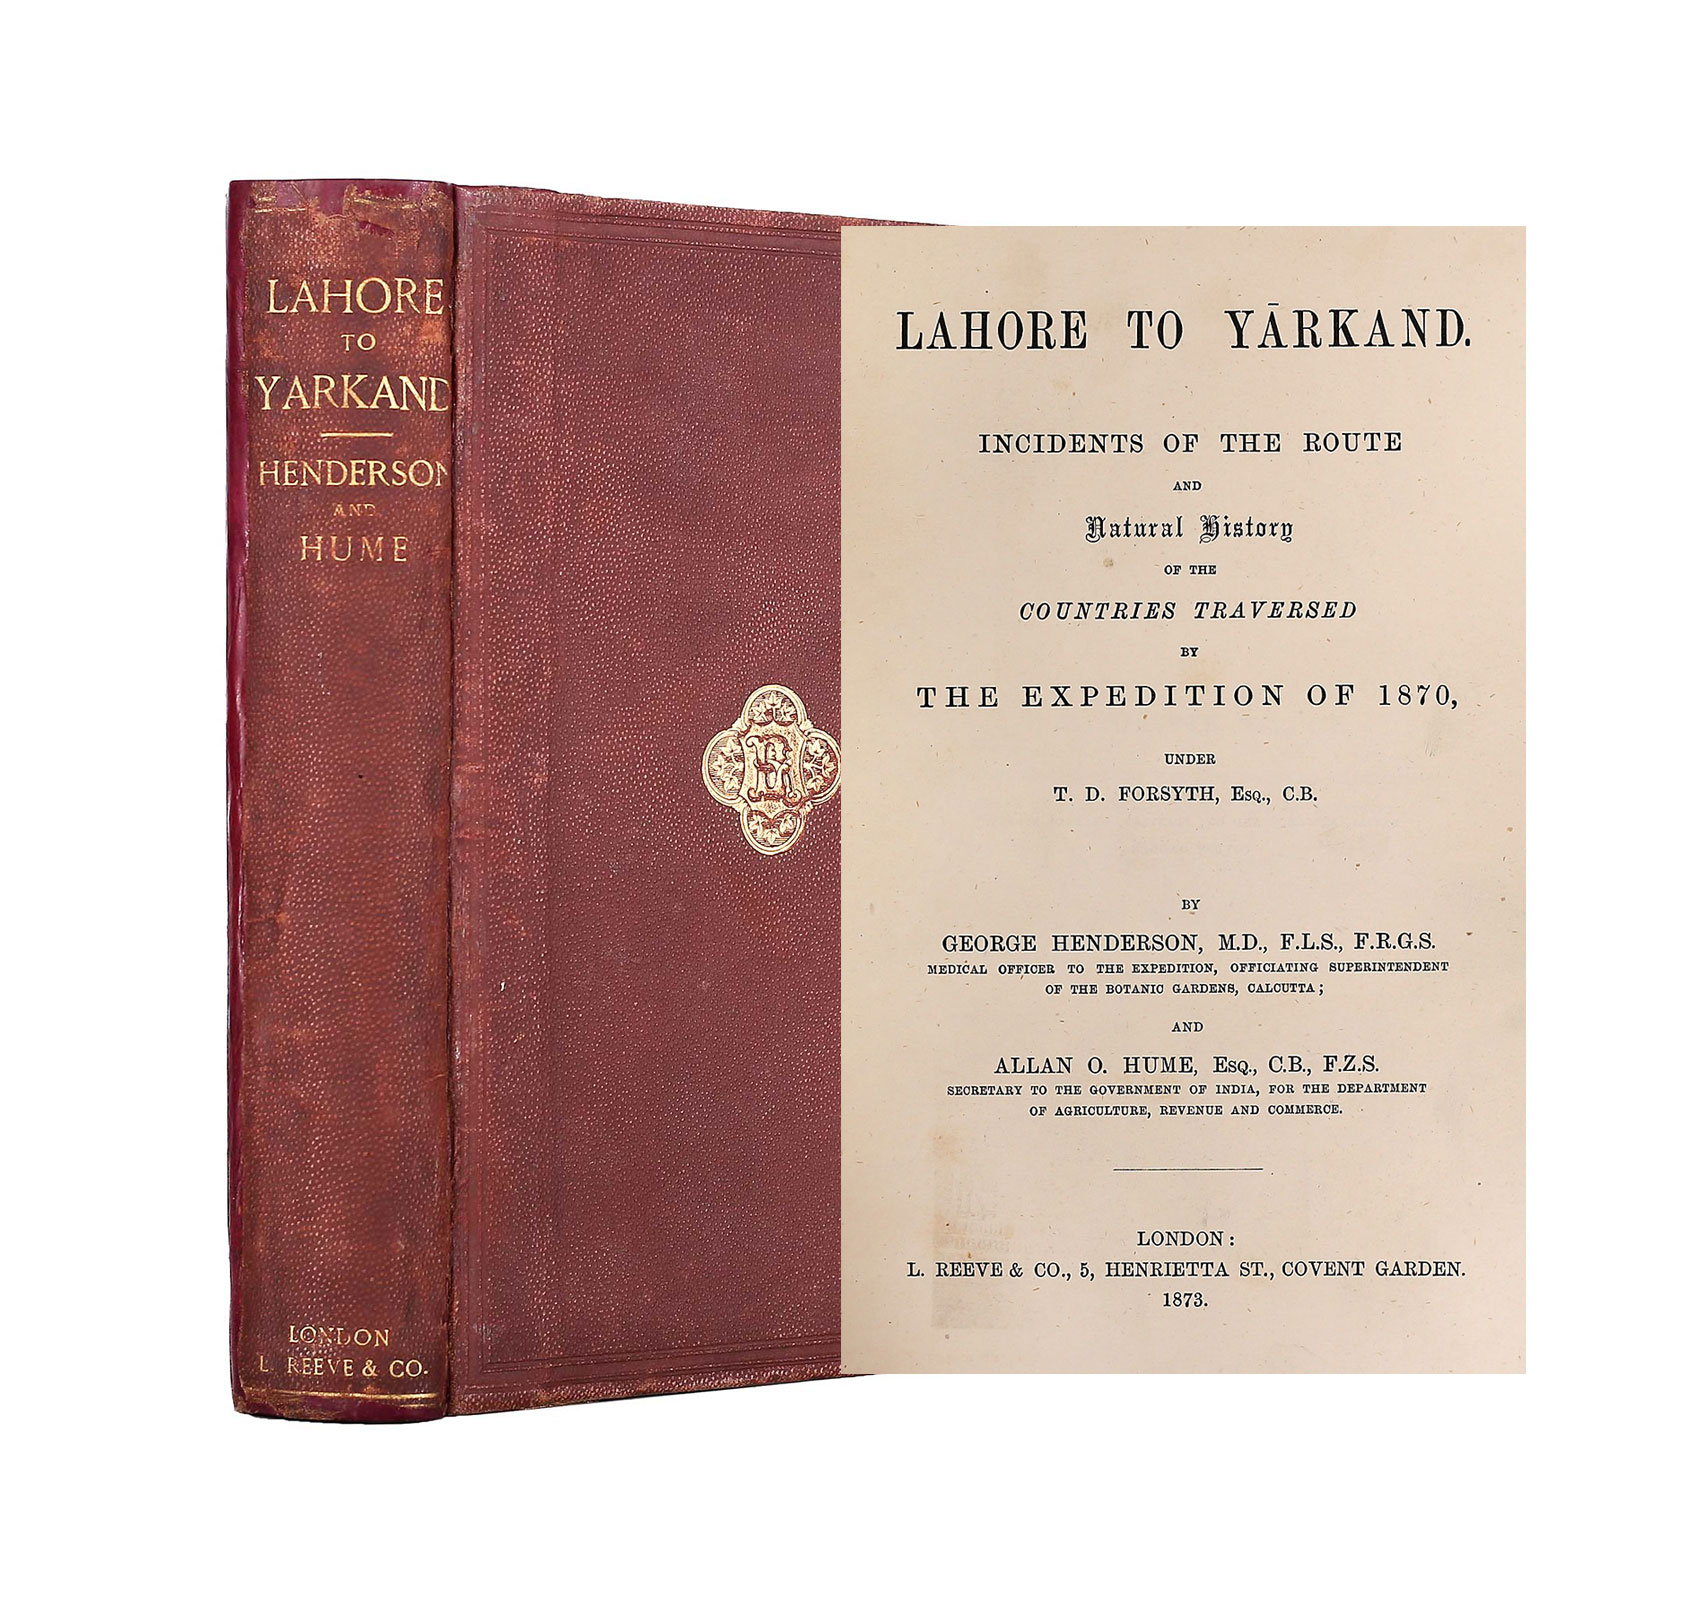 LAHORE
TO
YARKAND
HENDERSON
AND
HUME
LONDON
L. REEVE & CO.
LAHORE TO YĀRKAND.
INCIDENTS OF THE ROUTE
AND
Natural History
OF THE
COUNTRIES TRAVERSED
BY
THE EXPEDITION OF 1870,
UNDER
T. D. FORSYTH, Esq., C.B.
BY
GEORGE HENDERSON, M.D., F.L.S., F.R.G.S.
MEDICAL OFFICER TO THE EXPEDITION, OFFICIATING SUPERINTENDENT
OF THE BOTANIC GARDENS, CALCUTTA;
AND
ALLAN O. HUME, Esq., C.B., F.Z.S.
SECRETARY TO THE GOVERNMENT OF INDIA, FOR THE DEPARTMENT
OF AGRICULTURE, REVENUE AND COMMERCE.
LONDON:
L. REEVE & CO., 5, HENRIETTA ST., COVENT GARDEN.
1873.